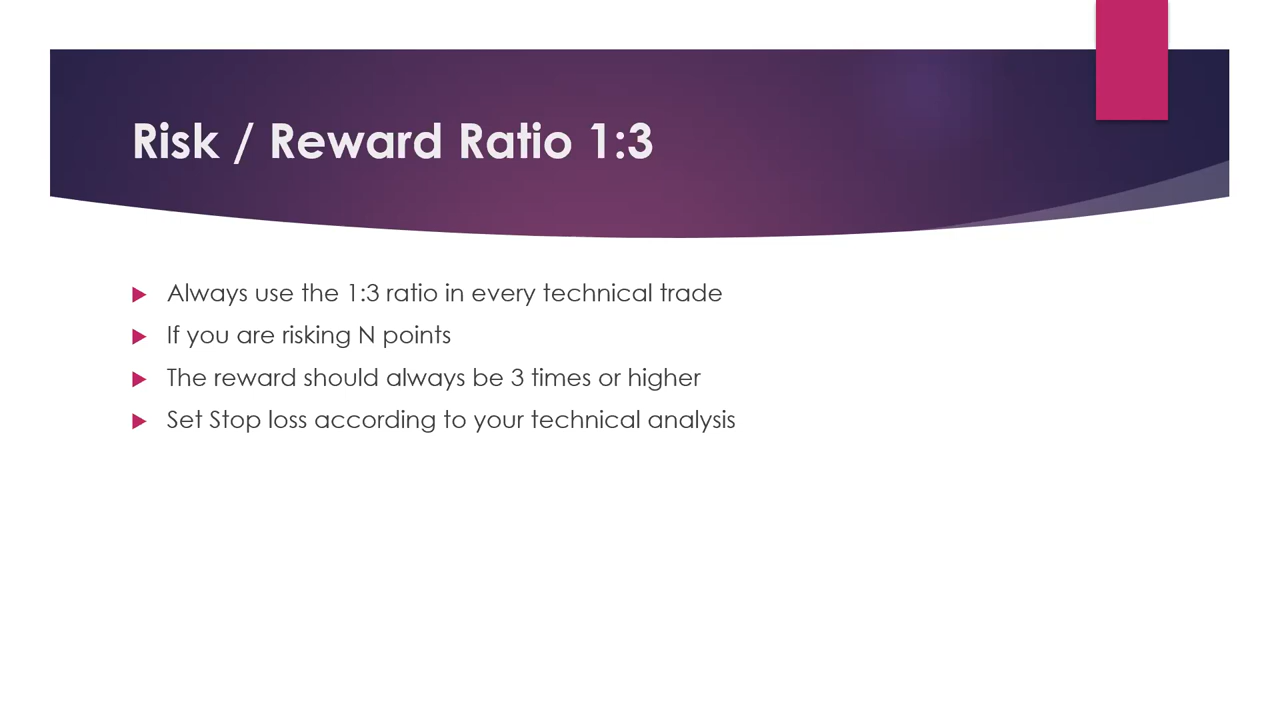 Risk / Reward Ratio 1:3
Always use the 1:3 ratio in every technical trade
If you are risking N points
The reward should always be 3 times or higher
Set Stop loss according to your technical analysis